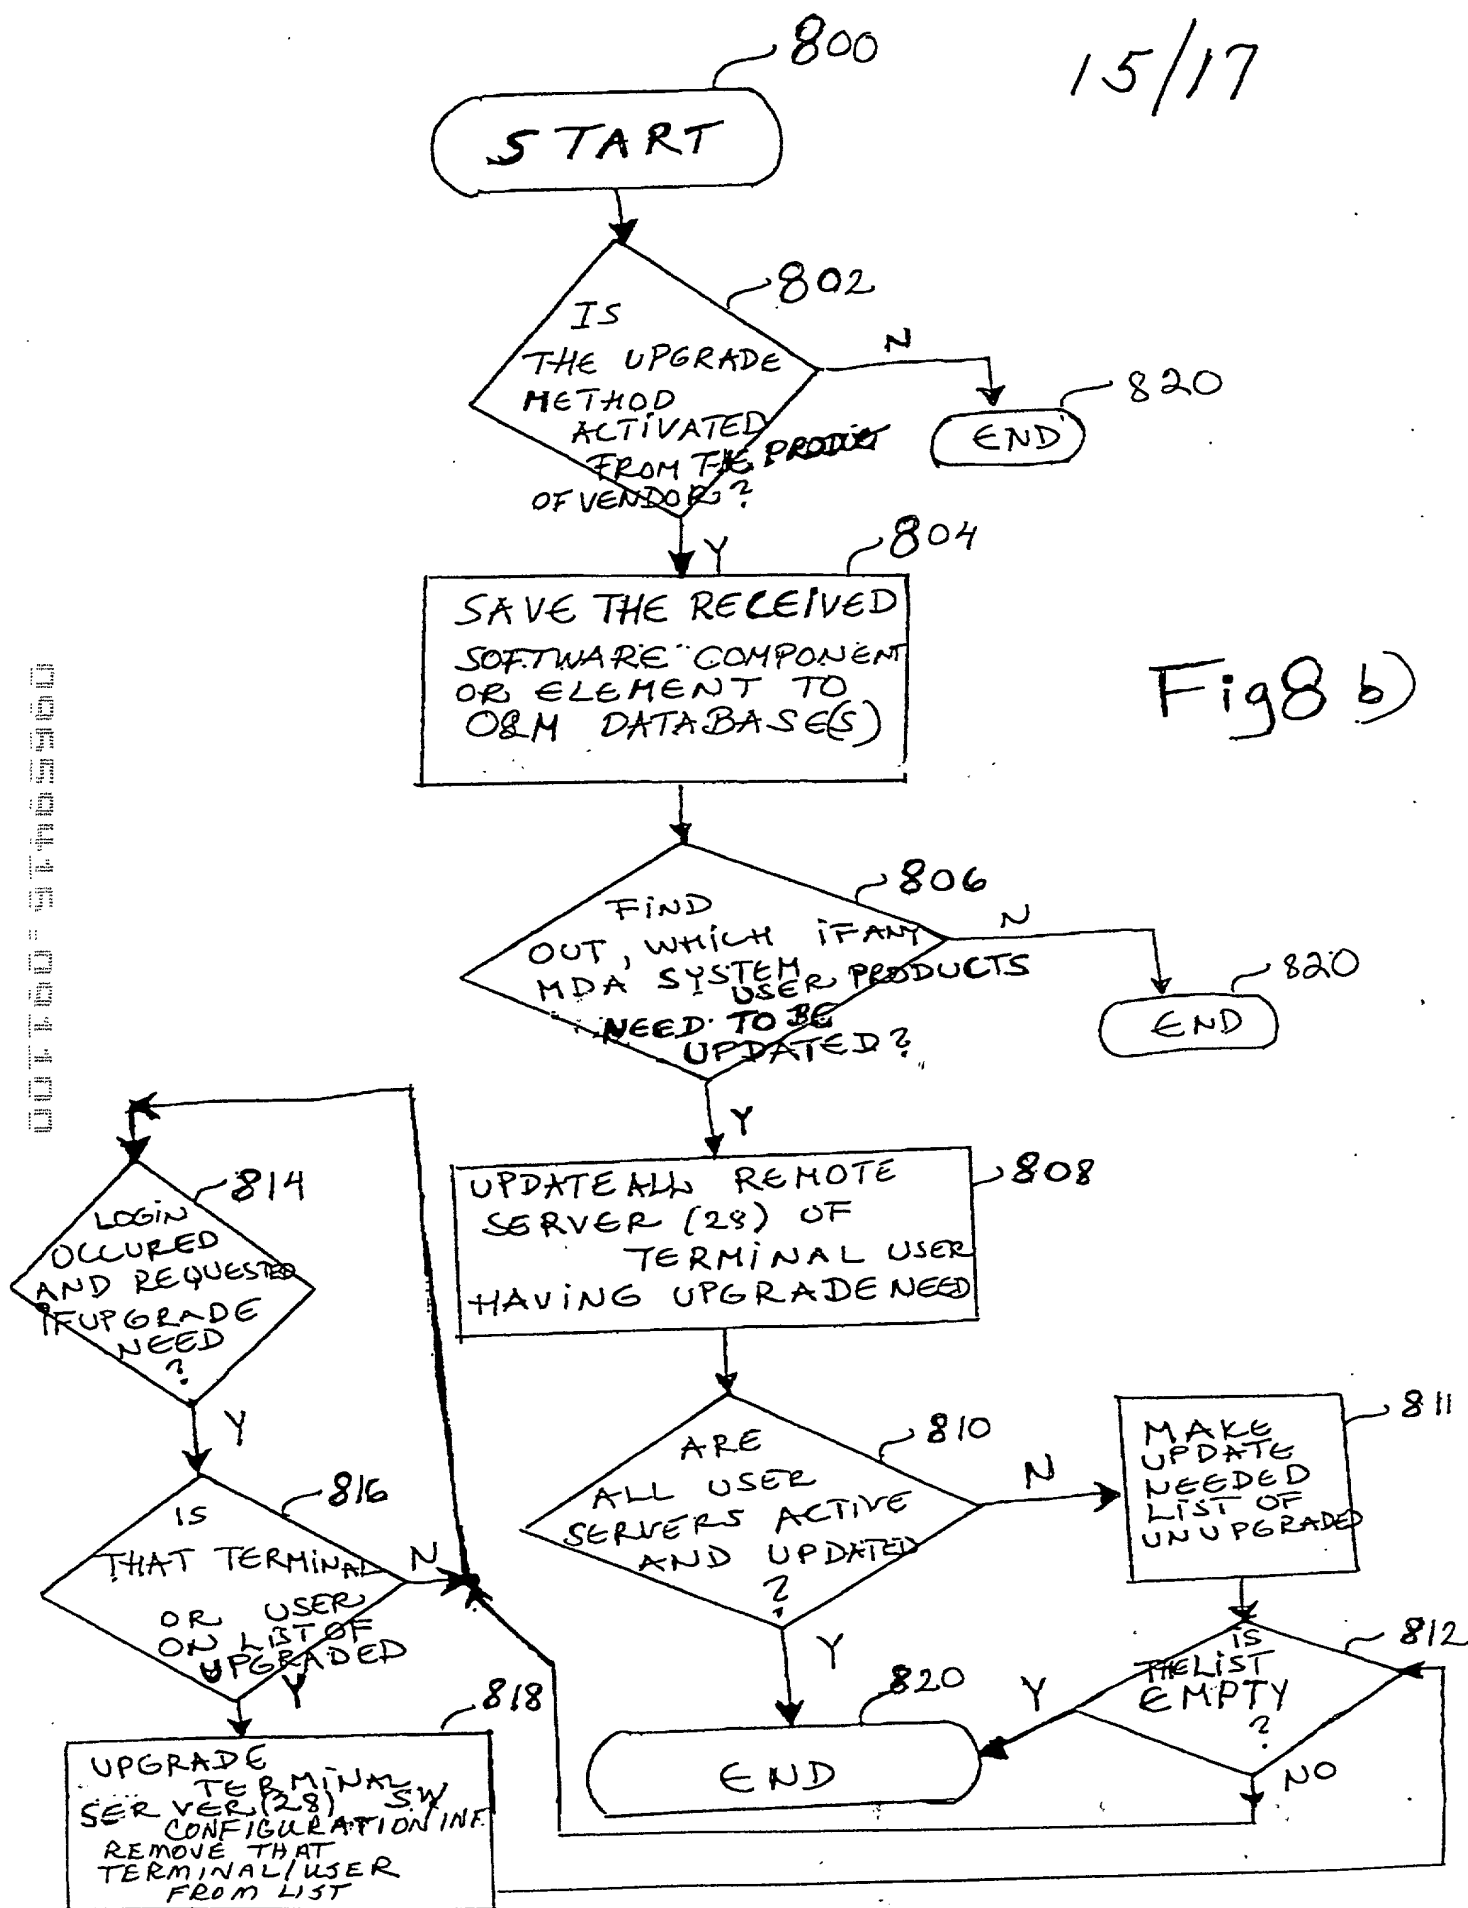 800
15/17
START
802
IS
THE UPGRADE
METHOD
ACTIVATED
FROM THE PRODUCT
OF VENDOR?
N
820
END
Y
804
SAVE THE RECEIVED
SOFTWARE COMPONENT
OR ELEMENT TO
O&M DATABASE(S)
Fig8 b)
806
FIND
OUT, WHICH IF ANY
MDA SYSTEM
USER PRODUCTS
NEED TO BE
UPDATED?
N
820
END
Y
808
UPDATE ALL REMOTE
SERVER (28) OF
TERMINAL USER
HAVING UPGRADE NEED
814
LOGIN
OCCURED
AND REQUESTED
IF UPGRADE
NEED
?
Y
816
IS
THAT TERMINAL
OR USER
ON LIST OF
UPGRADED
N
Y
810
ARE
ALL USER
SERVERS ACTIVE
AND UPDATED
?
N
Y
811
MAKE
UPDATE
NEEDED
LIST OF
UNUPGRADED
812
IS
THE LIST
EMPTY
?
Y
NO
820
END
818
UPGRADE
TERMINAL
SERVER (28) SW
CONFIGURATION INF.
REMOVE THAT
TERMINAL/USER
FROM LIST